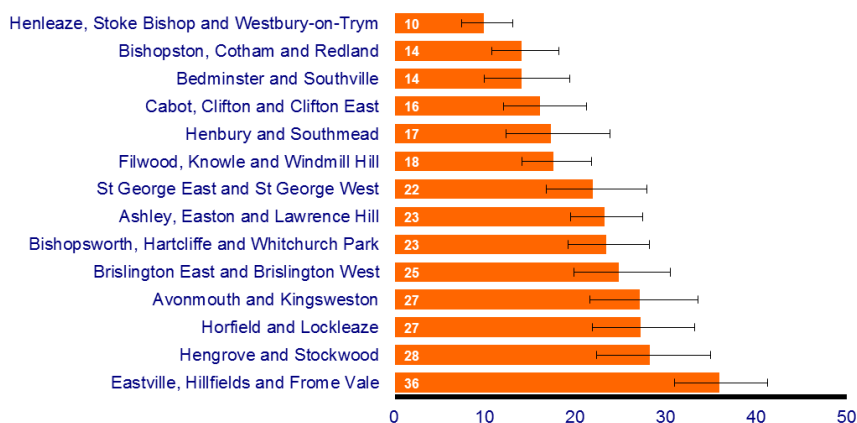 Henleaze, Stoke Bishop and Westbury-on-Trym 10
Bishopston, Cotham and Redland 14
Bedminster and Southville 14
Cabot, Clifton and Clifton East 16
Henbury and Southmead 17
Filwood, Knowle and Windmill Hill 18
St George East and St George West 22
Ashley, Easton and Lawrence Hill 23
Bishopsworth, Hartcliffe and Whitchurch Park 23
Brislington East and Brislington West 25
Avonmouth and Kingsweston 27
Horfield and Lockleaze 27
Hengrove and Stockwood 28
Eastville, Hillfields and Frome Vale 36
0 10 20 30 40 50